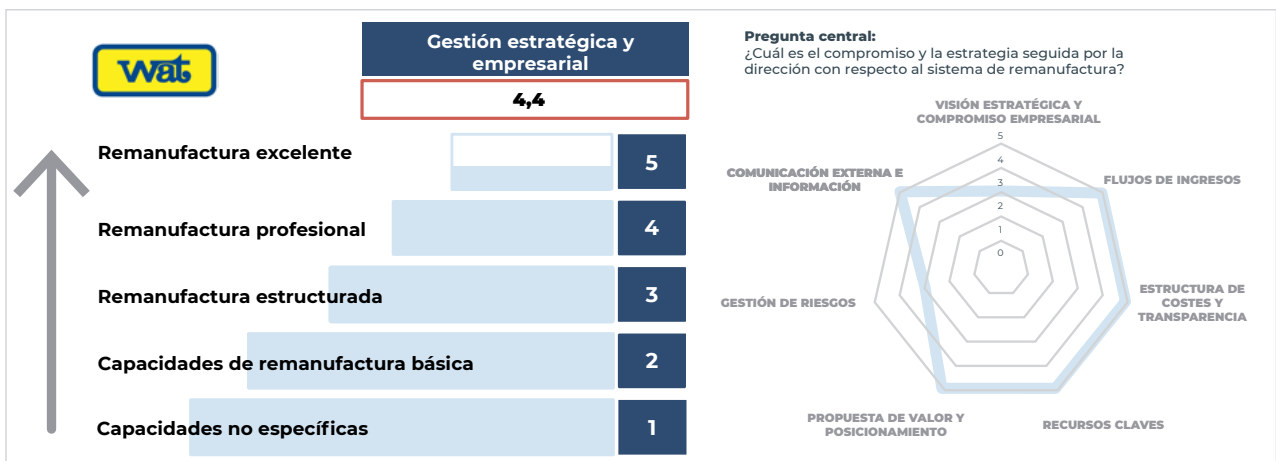 wat
Gestión estratégica y
empresarial
4,4
Remanufactura excelente
5
Remanufactura profesional
4
Remanufactura estructurada
3
Capacidades de remanufactura básica
2
Capacidades no específicas
1
Pregunta central:
¿Cuál es el compromiso y la estrategia seguida por la
dirección con respecto al sistema de remanufactura?
VISIÓN ESTRATÉGICA Y
COMPROMISO EMPRESARIAL
5
4
3
2
1
0
COMUNICACIÓN EXTERNA E
INFORMACIÓN
FLUJOS DE INGRESOS
GESTIÓN DE RIESGOS
ESTRUCTURA DE
COSTES Y
TRANSPARENCIA
PROPUESTA DE VALOR Y
POSICIONAMIENTO
RECURSOS CLAVES